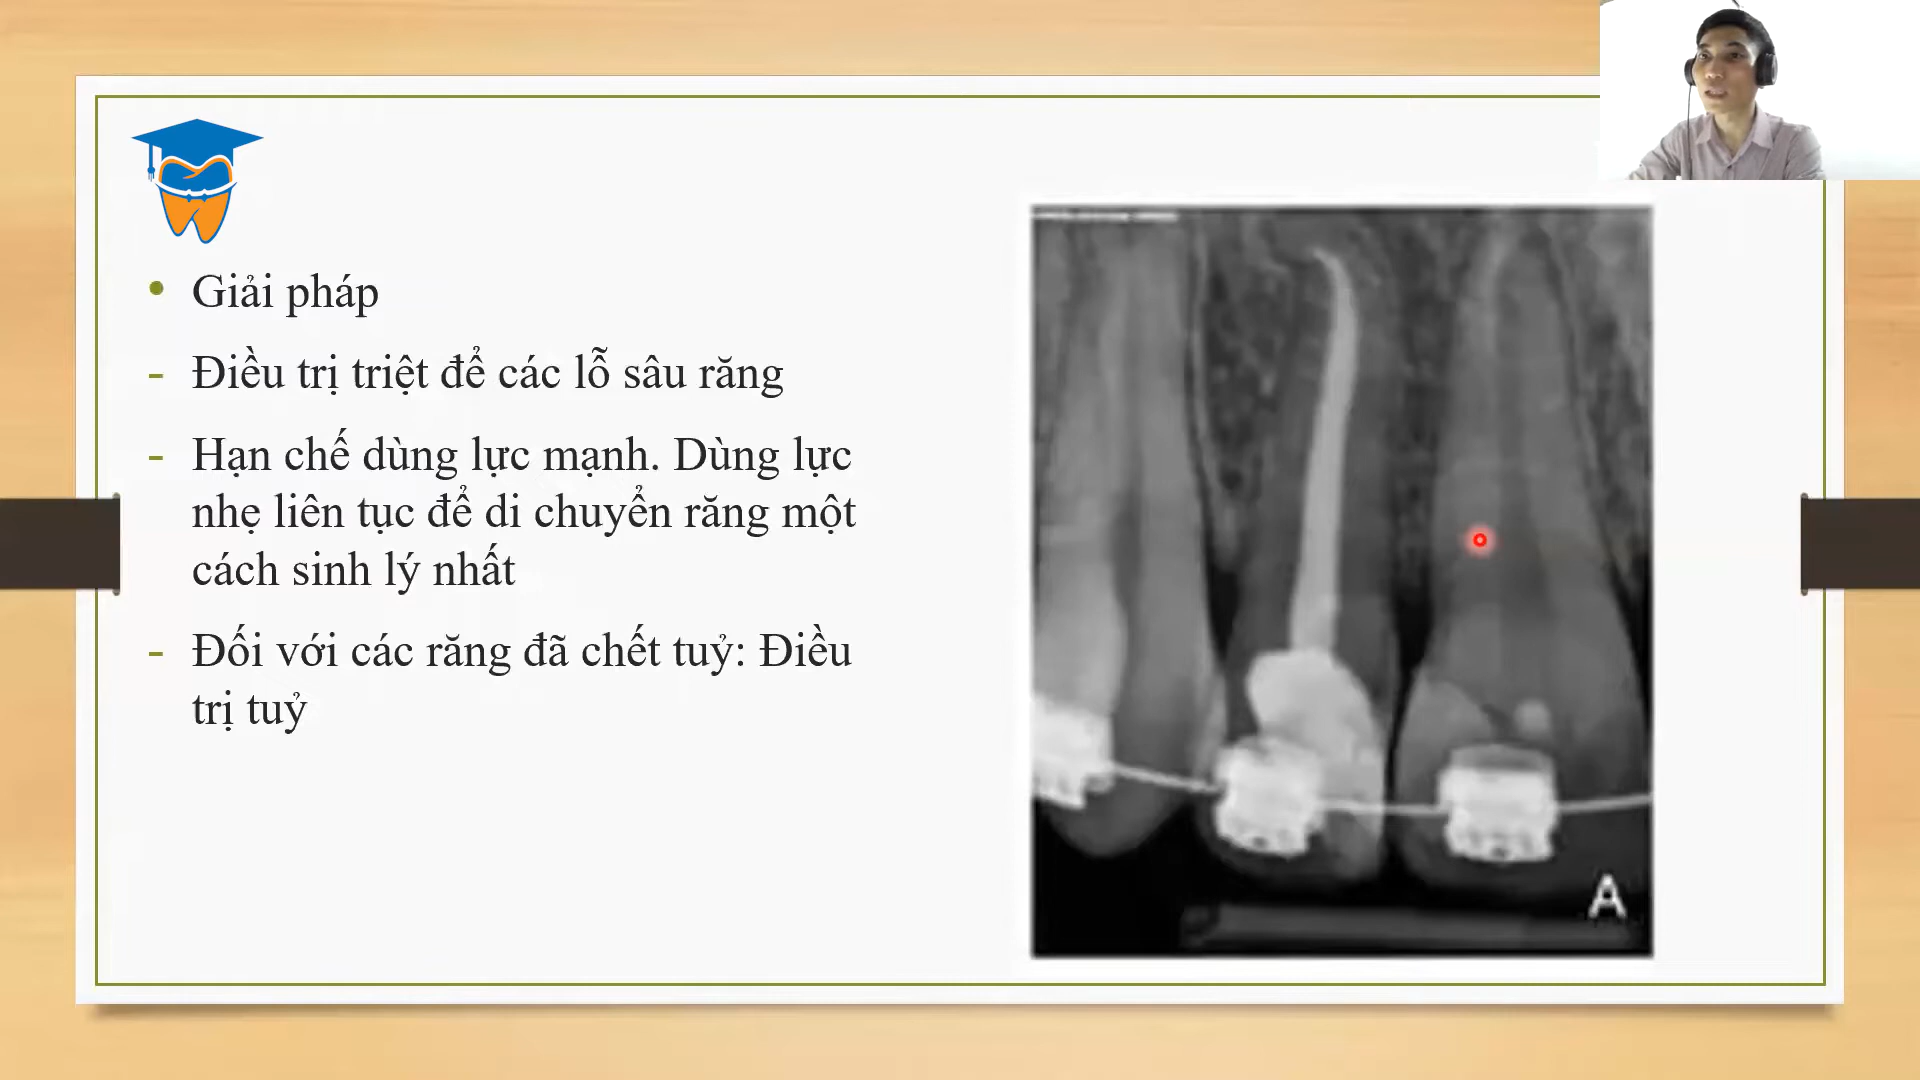 Giải pháp
Điều trị triệt để các lỗ sâu răng
Hạn chế dùng lực mạnh. Dùng lực
nhẹ liên tục để di chuyển răng một
cách sinh lý nhất
Đối với các răng đã chết tuỷ: Điều
trị tuỷ
A